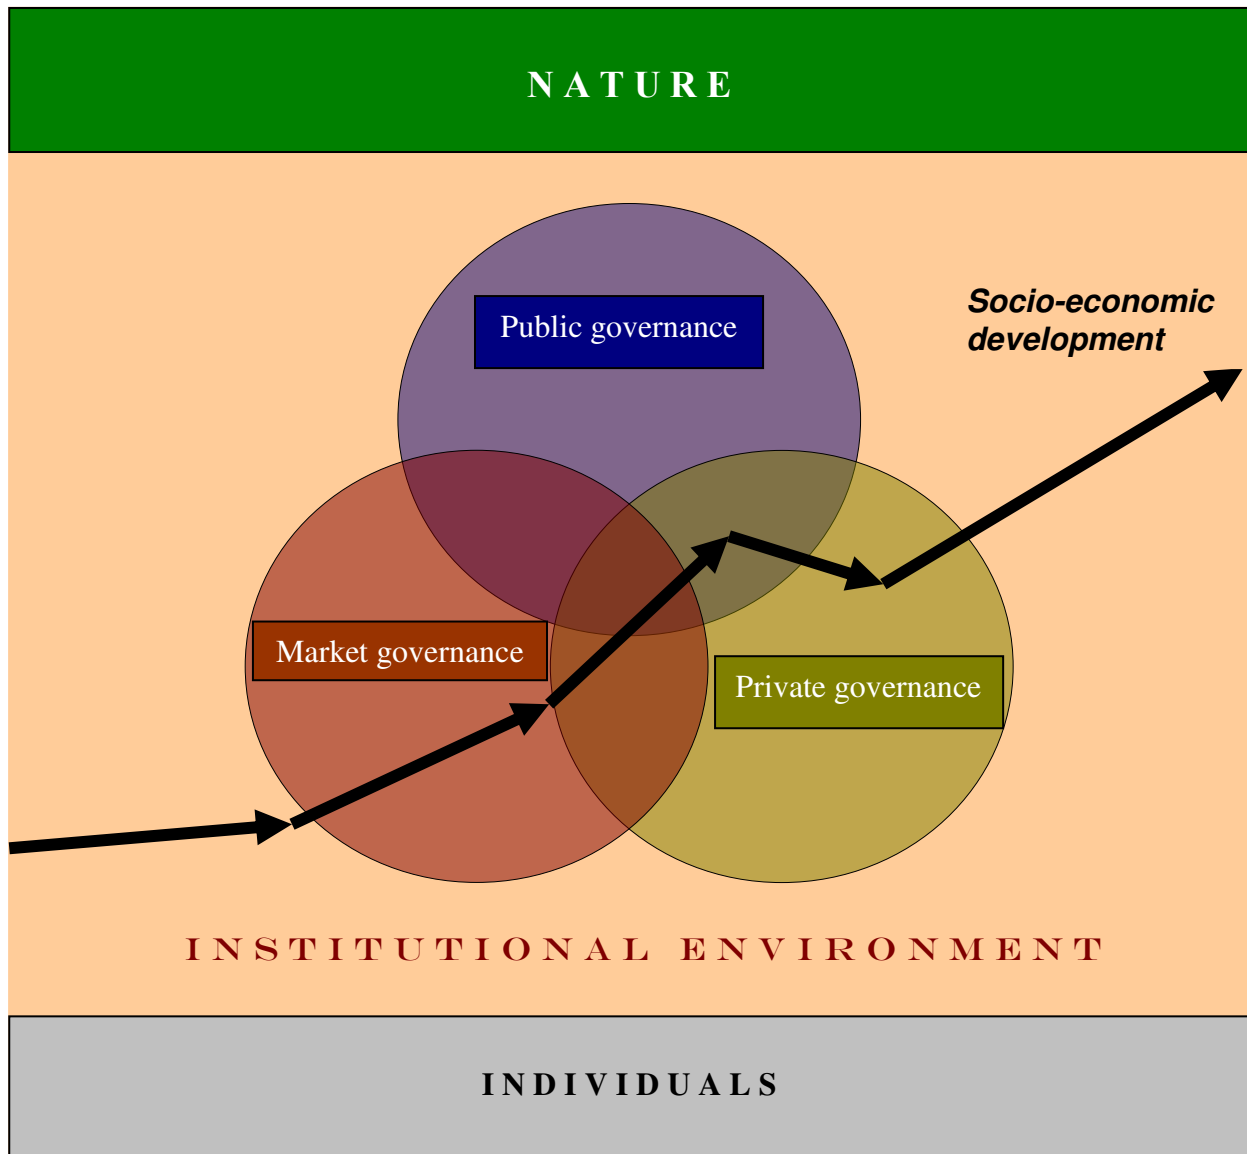 NATURE
Socio-economic
development
Public governance
Market governance
Private governance
INSTITUTIONAL ENVIRONMENT
INDIVIDUALS